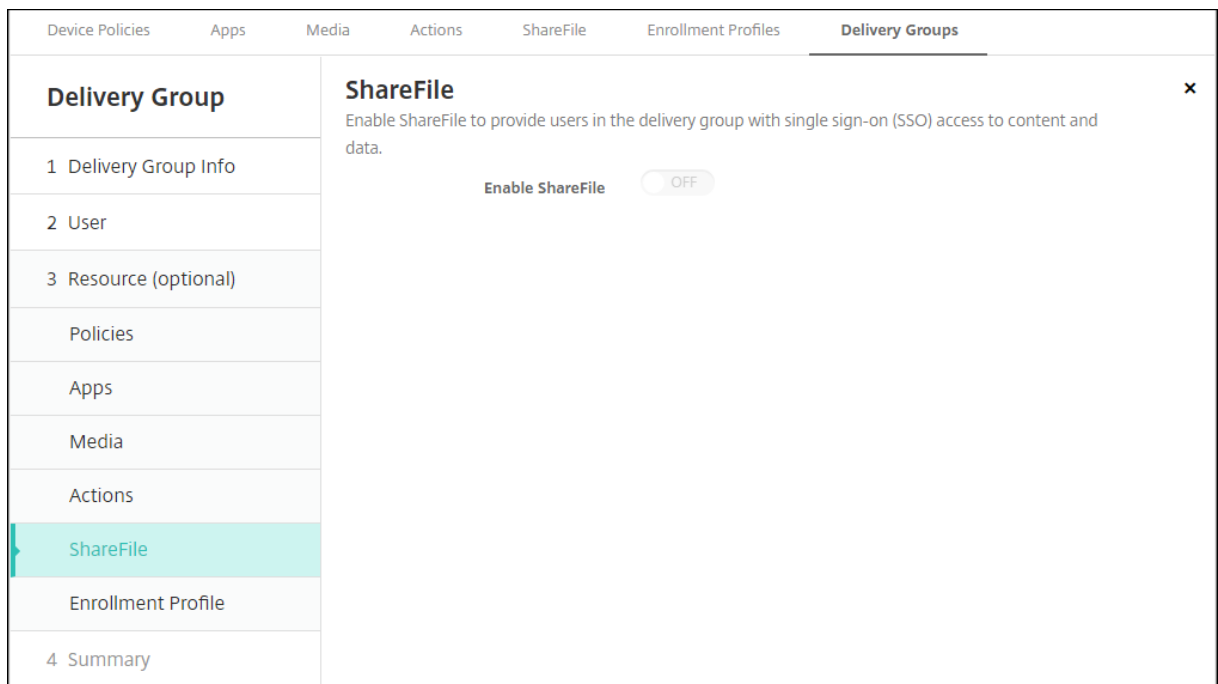 Device Policies Apps Media Actions ShareFile Enrollment Profiles Delivery Groups
Delivery Group
1 Delivery Group Info
2 User
3 Resource (optional)
Policies
Apps
Media
Actions
ShareFile
Enrollment Profile
4 Summary
ShareFile
Enable ShareFile to provide users in the delivery group with single sign-on (SSO) access to content and
data.
Enable ShareFile OFF